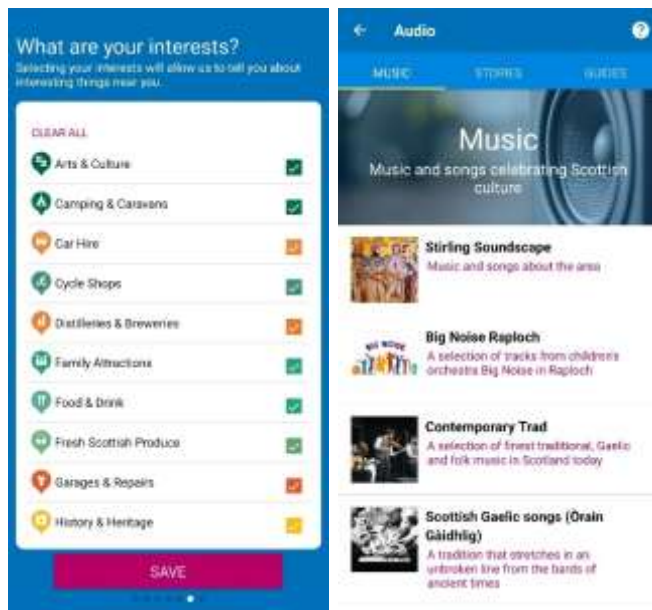 What are your interests?
Selecting your interests will allow us to tell you about
interesting things near you.
CLEAR ALL
Arts & Culture
Camping & Caravans
Car Hire
Cycle Shops
Distilleries & Breweries
Family Attractions
Food & Drink
Fresh Scottish Produce
Garages & Repairs
History & Heritage
SAVE
Audio
MUSIC STORIES GUIDES
Music
Music and songs celebrating Scottish
culture
Stirling Soundscape
Music and songs about the area
BIG NOISE
Big Noise Raploch
A selection of tracks from children's
orchestra Big Noise in Raploch
Contemporary Trad
A selection of finest traditional, Gaelic
and folk music in Scotland today
Scottish Gaelic songs (Òrain
Gàidhlig)
A tradition that stretches in an
unbroken line from the bards of
ancient times